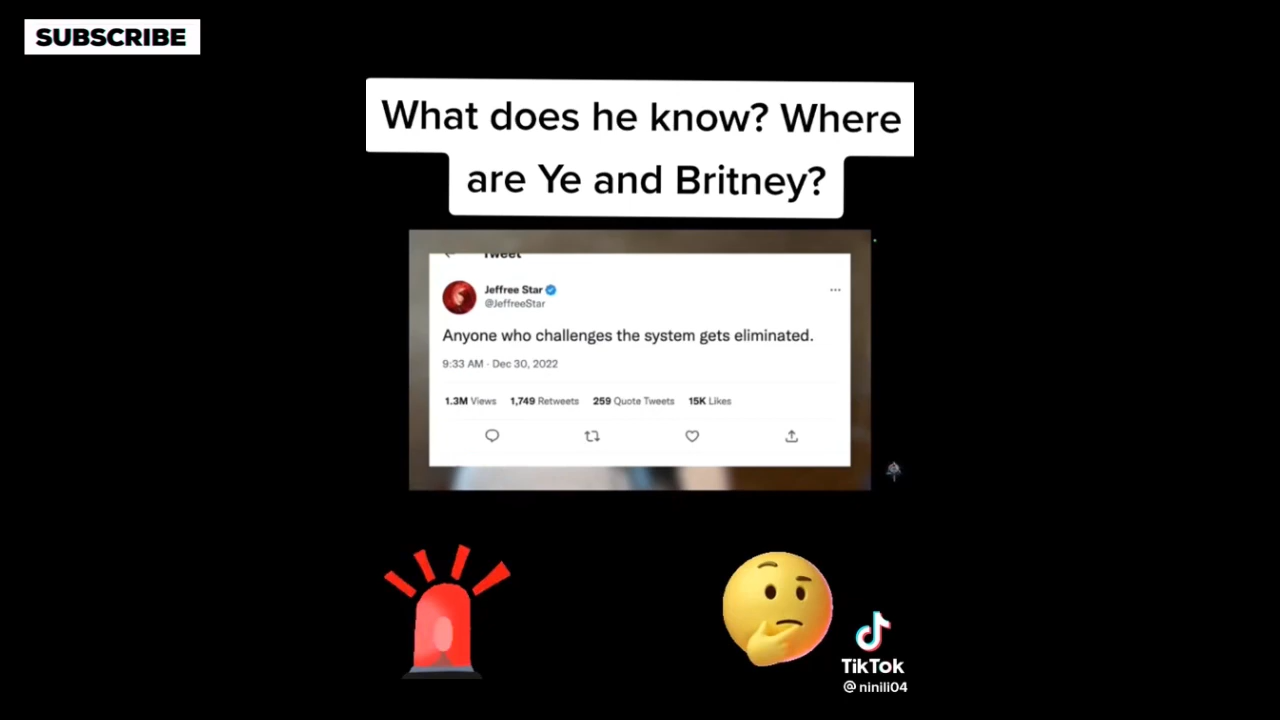 SUBSCRIBE
What does he know? Where
are Ye and Britney?
Tweet
Jeffree Star
@JeffreeStar
Anyone who challenges the system gets eliminated.
9:33 AM · Dec 30, 2022
1.3M Views 1,749 Retweets 259 Quote Tweets 15K Likes
TikTok
@ninili04